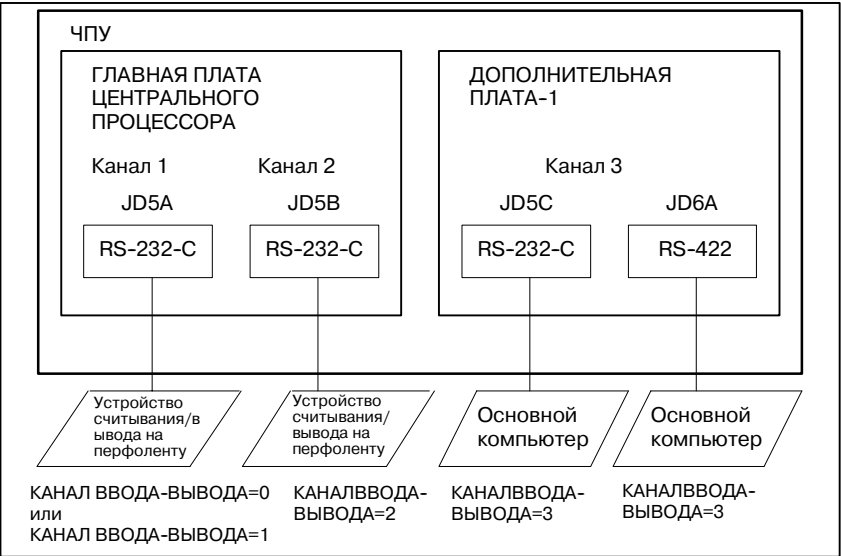 ЧПУ
ГЛАВНАЯ ПЛАТА
ЦЕНТРАЛЬНОГО
ПРОЦЕССОРА
Канал 1
Канал 2
JD5A
JD5B
RS-232-C
RS-232-C
ДОПОЛНИТЕЛЬНАЯ
ПЛАТА-1
Канал 3
JD5C
JD6A
RS-232-C
RS-422
Устройство
считывания/в
ывода на
перфоленту
Устройство
считывания/
вывода на
перфоленту
Основной
компьютер
Основной
компьютер
КАНАЛ ВВОДА-ВЫВОДА=0
или
КАНАЛ ВВОДА-ВЫВОДА=1
КАНАЛВВОДА-
ВЫВОДА=2
КАНАЛВВОДА-
ВЫВОДА=3
КАНАЛВВОДА-
ВЫВОДА=3